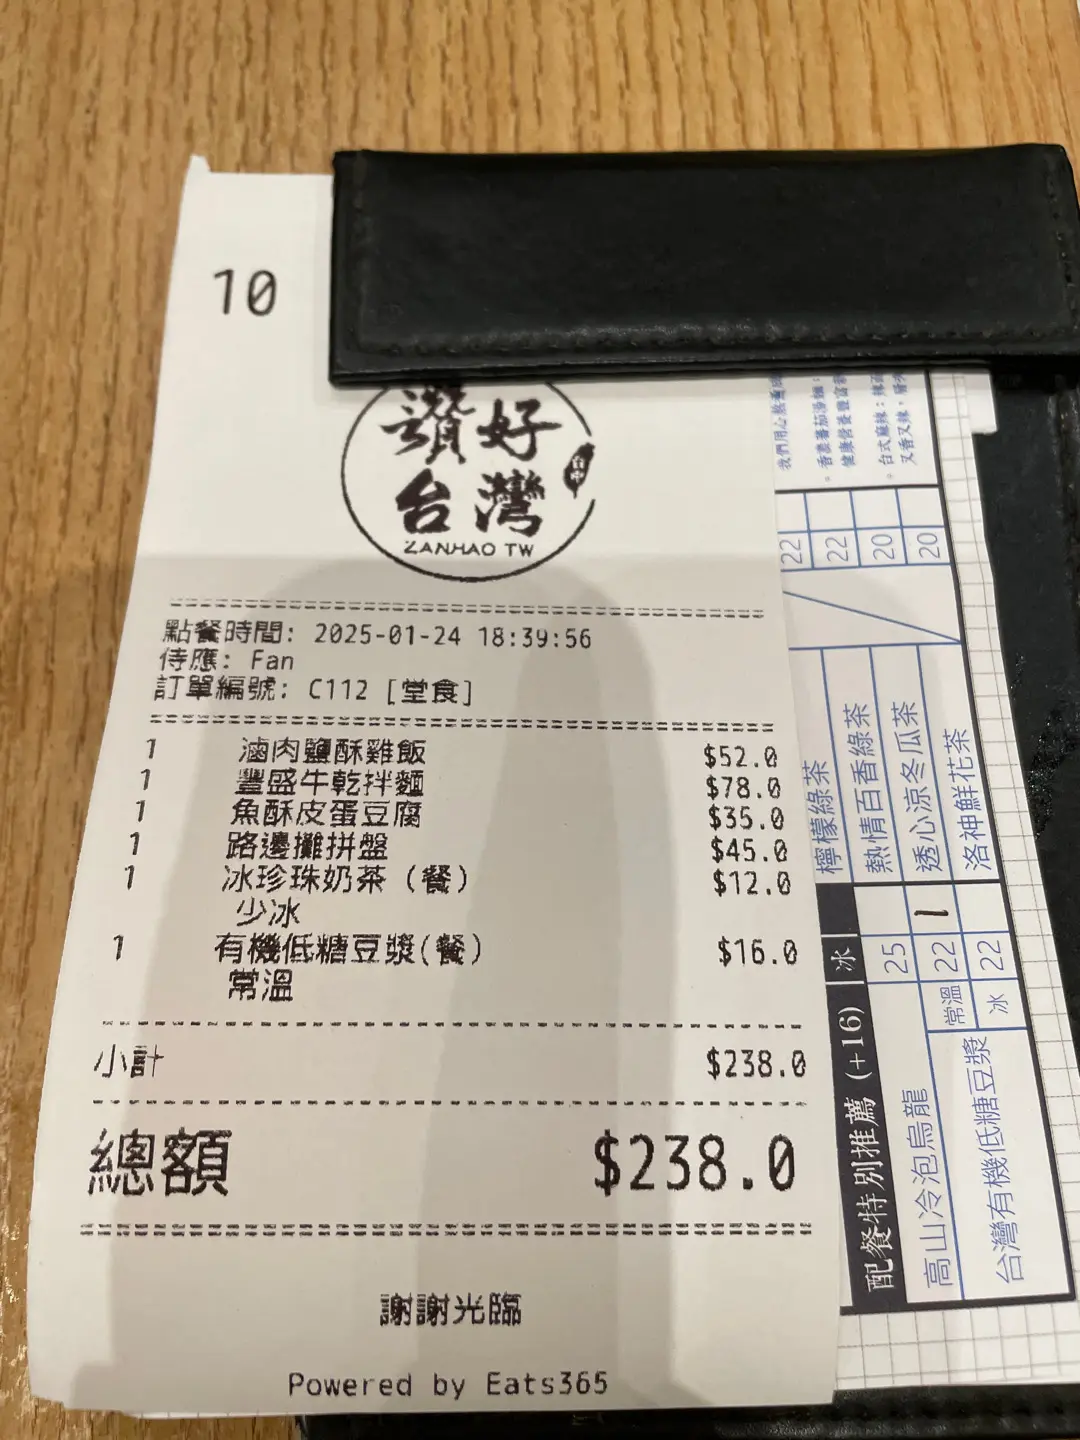 10
讚好
台灣
台中
ZANHAO TW
點餐時間: 2025-01-24 18:39:56
侍應: Fan
訂單編號: C112 [堂食]
1 滷肉鹽酥雞飯 $52.0
1 豐盛牛乾拌麵 $78.0
1 魚酥皮蛋豆腐 $35.0
1 路邊攤拼盤 $45.0
1 冰珍珠奶茶 (餐) $12.0
少冰
1 有機低糖豆漿(餐) $16.0
常溫
小計 $238.0
總額 $238.0
謝謝光臨
Powered by Eats365
22
檸檬綠茶 22
熱情百香綠茶 20
透心涼冬瓜茶 20
洛神鮮花茶
配餐特別推薦 (+16) 冰
高山冷泡烏龍 25
台灣有機低糖豆漿 常溫 22 1
冰 22